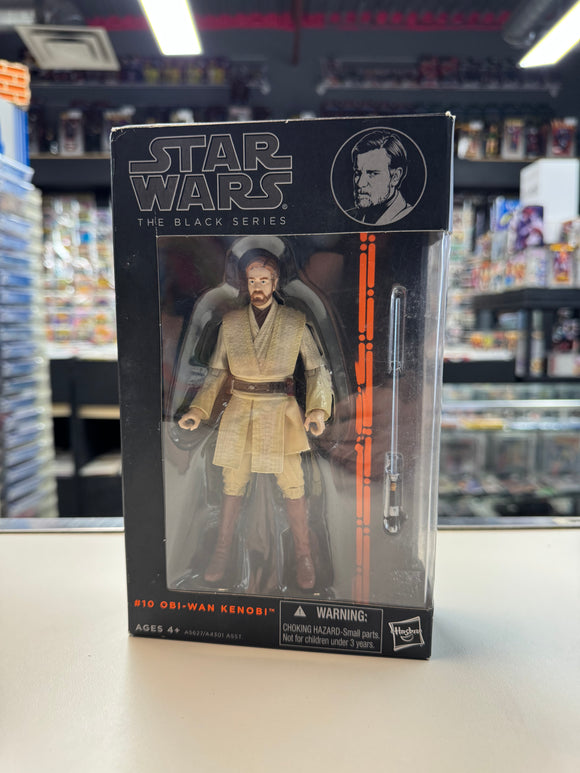 STAR
WARS®
THE BLACK SERIES
#10 OBI-WAN KENOBI™
AGES 4+ A5627/A4301 ASST.
WARNING:
CHOKING HAZARD-Small parts.
Not for children under 3 years.
Hasbro